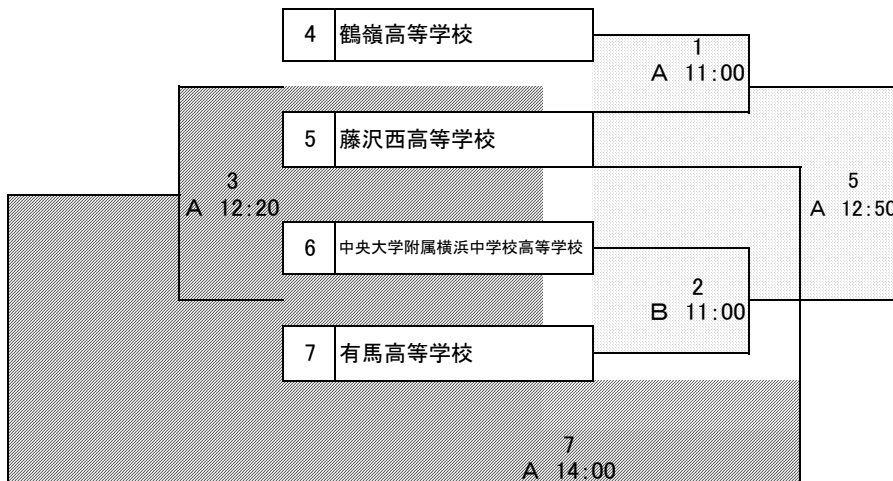 4 鶴嶺高等学校
1
A 11:00
5 藤沢西高等学校
3
A 12:20
5
A 12:50
6 中央大学附属横浜中学校高等学校
2
B 11:00
7 有馬高等学校
7
A 14:00